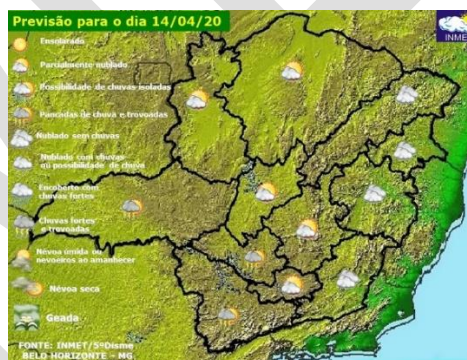 Previsão para o dia 14/04/20
INMET
Ensolarado
Parcialmente nublado
Possibilidade de chuvas isoladas
Pancadas de chuva e trovoadas
Nublado sem chuvas
Nublado com chuvas
ou possibilidade de chuva
Encoberto com
chuvas fortes
Chuvas fortes
e trovoadas
Névoa úmida ou
nevoeiros ao amanhecer
Névoa seca
Geada
FONTE: INMET/5ºDisme
BELO HORIZONTE - MG